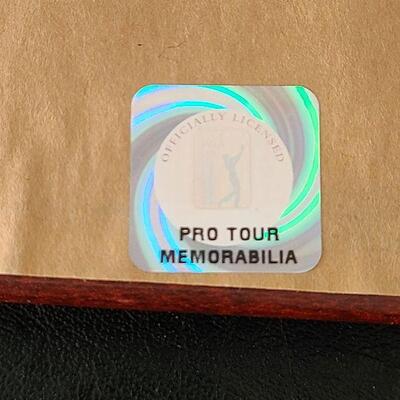 OFFICIALLY LICENSED
PRO TOUR
MEMORABILIA